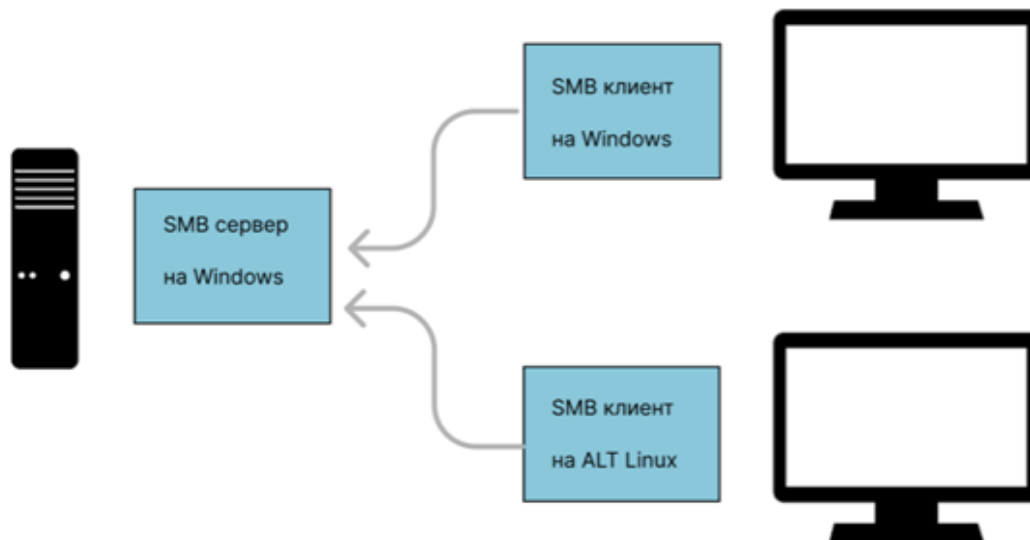 SMB клиент
на Windows
SMB сервер
на Windows
SMB клиент
на ALT Linux